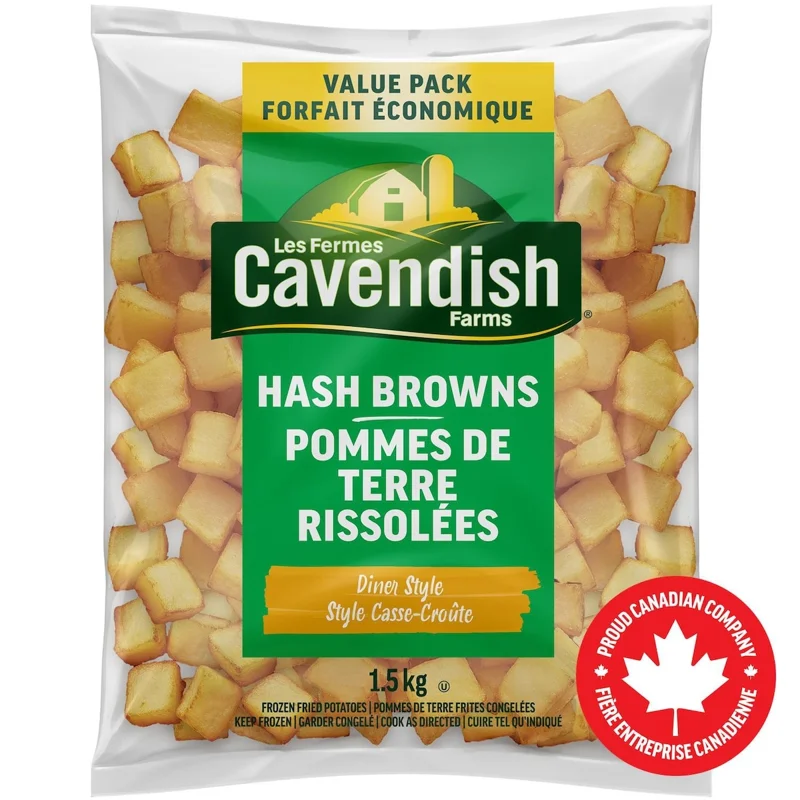 VALUE PACK
FORFAIT ÉCONOMIQUE
Les Fermes
Cavendish
Farms
®
HASH BROWNS
POMMES DE
TERRE
RISSOLÉES
Diner Style
Style Casse-Croûte
1.5 kg Ⓤ
FROZEN FRIED POTATOES | POMMES DE TERRE FRITES CONGELÉES
KEEP FROZEN | GARDER CONGELÉ | COOK AS DIRECTED | CUIRE TEL QU'INDIQUÉ
PROUD CANADIAN COMPANY
FIÈRE ENTREPRISE CANADIENNE